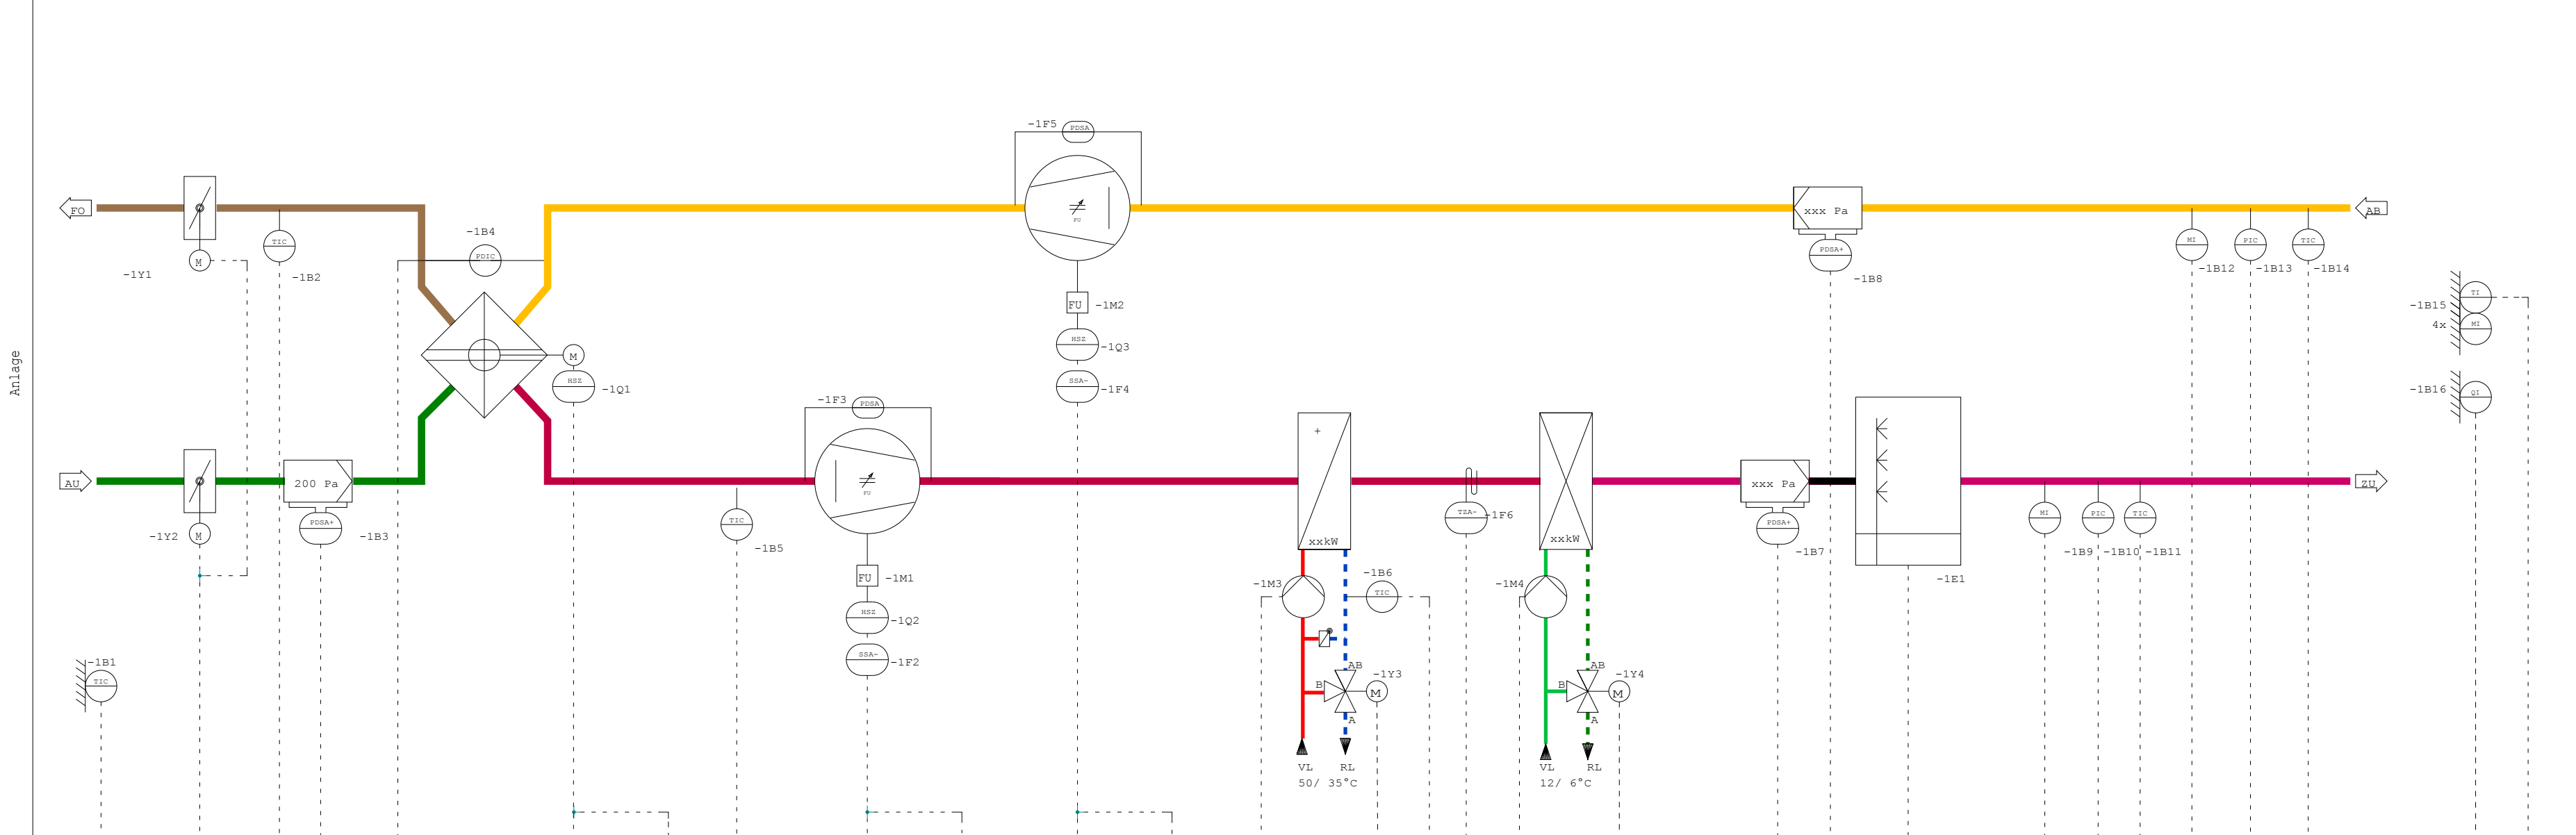 -1F5 PDSA
FU
FO
AB
xxx Pa
M
TIC
-1Y1
-1B2
-1B4
PDIC
PDSA+
-1B8
MI
PIC
TIC
-1B12
-1B13
-1B14
FU
-1M2
HSZ
-1Q3
SSA-
-1F4
M
HSZ
-1Q1
-1B15
4x
TI
MI
-1B16
QI
Anlage
-1F3 PDSA
FU
AU
200 Pa
ZU
M
-1Y2
PDSA+
-1B3
TIC
-1B5
FU
-1M1
HSZ
-1Q2
SSA-
-1F2
-1B1
TIC
+
xxkW
TZA-
-1F6
xxkW
-1M3
-1B6
TIC
AB
B
A
M
-1Y3
VL
RL
50/ 35°C
-1M4
AB
B
A
M
-1Y4
VL
RL
12/ 6°C
xxx Pa
PDSA+
-1B7
-1E1
MI
PIC
TIC
-1B9
-1B10
-1B11